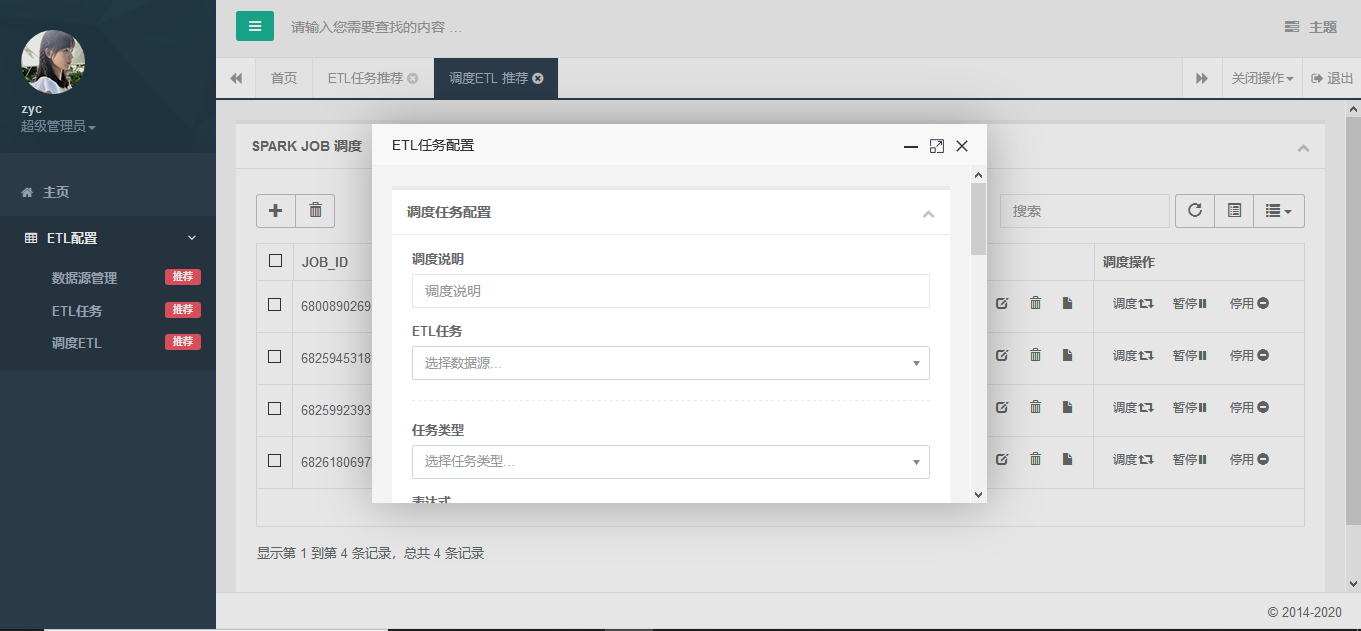 请输入您需要查找的内容 …
主题
zyc
超级管理员
首页
ETL任务推荐
调度ETL 推荐
关闭操作
退出
主页
ETL配置
数据源管理 推荐
ETL任务 推荐
调度ETL 推荐
SPARK JOB 调度
搜索
JOB_ID
调度操作
6800890269
调度 暂停 停用
6825945318
调度 暂停 停用
6825992393
调度 暂停 停用
6826180697
调度 暂停 停用
显示第 1 到第 4 条记录，总共 4 条记录
ETL任务配置
调度任务配置
调度说明
调度说明
ETL任务
选择数据源...
任务类型
选择任务类型...
表达式
© 2014-2020